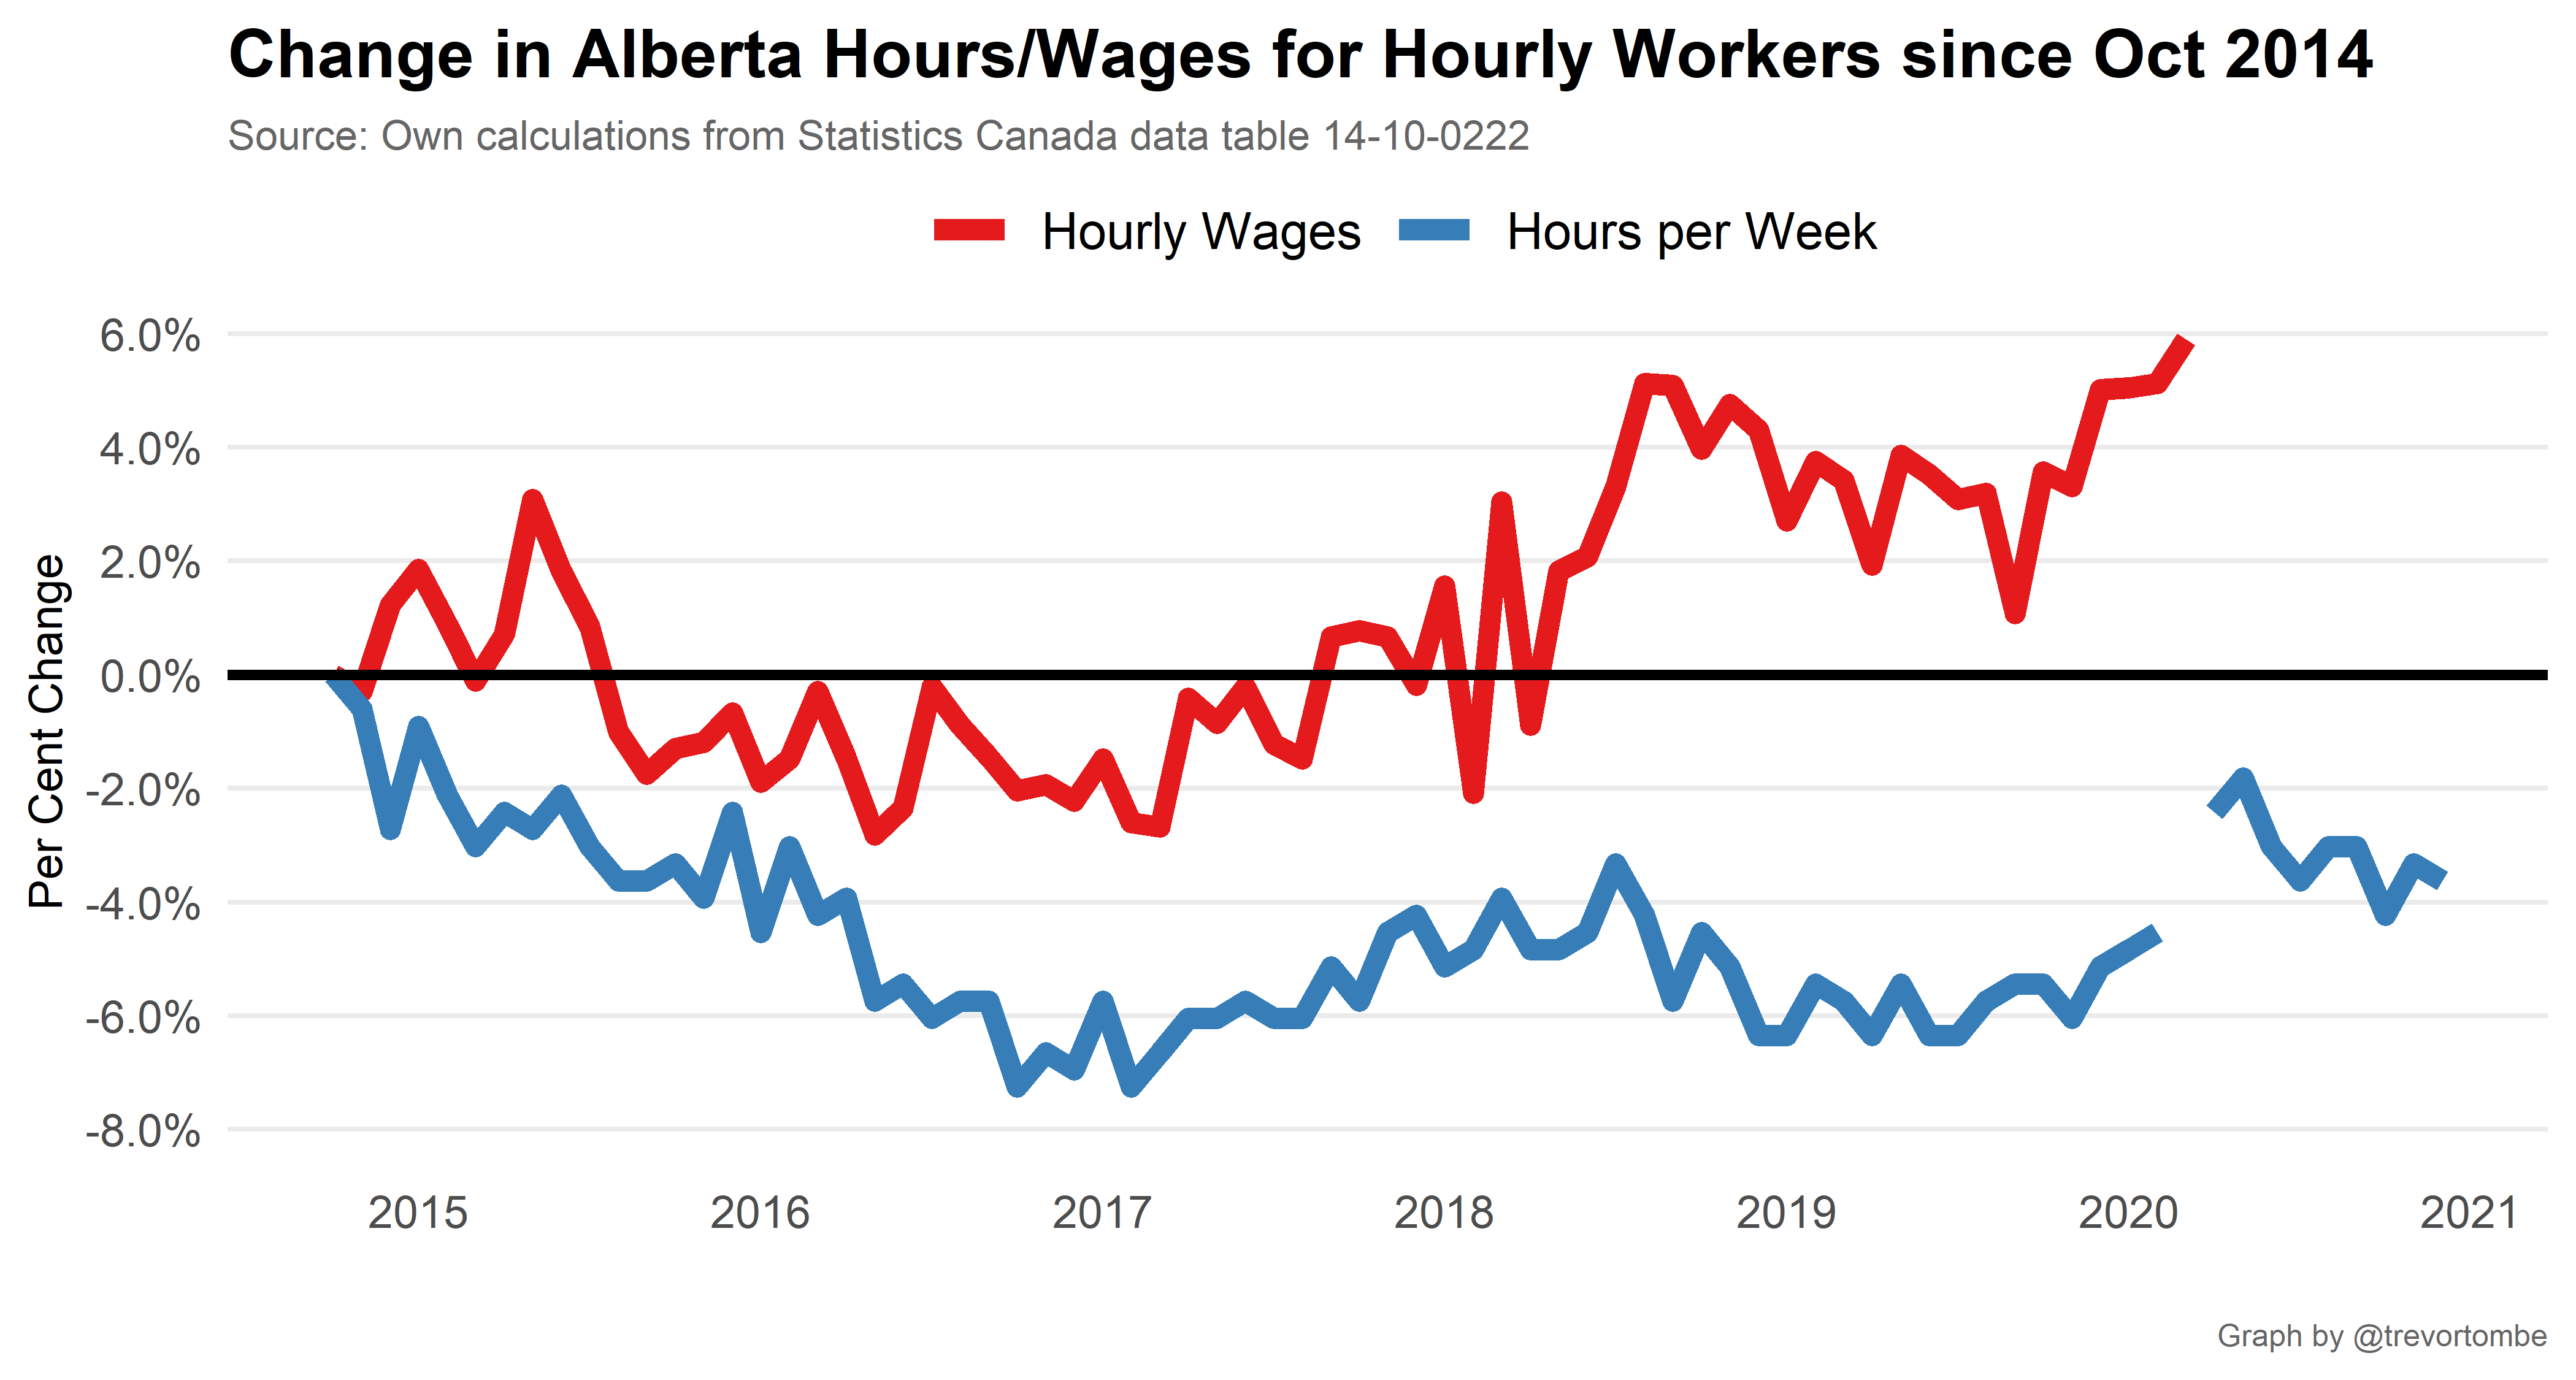 Change in Alberta Hours/Wages for Hourly Workers since Oct 2014
Source: Own calculations from Statistics Canada data table 14-10-0222
Hourly Wages Hours per Week
Per Cent Change
6.0%
4.0%
2.0%
0.0%
-2.0%
-4.0%
-6.0%
-8.0%
2015 2016 2017 2018 2019 2020 2021
Graph by @trevortombe